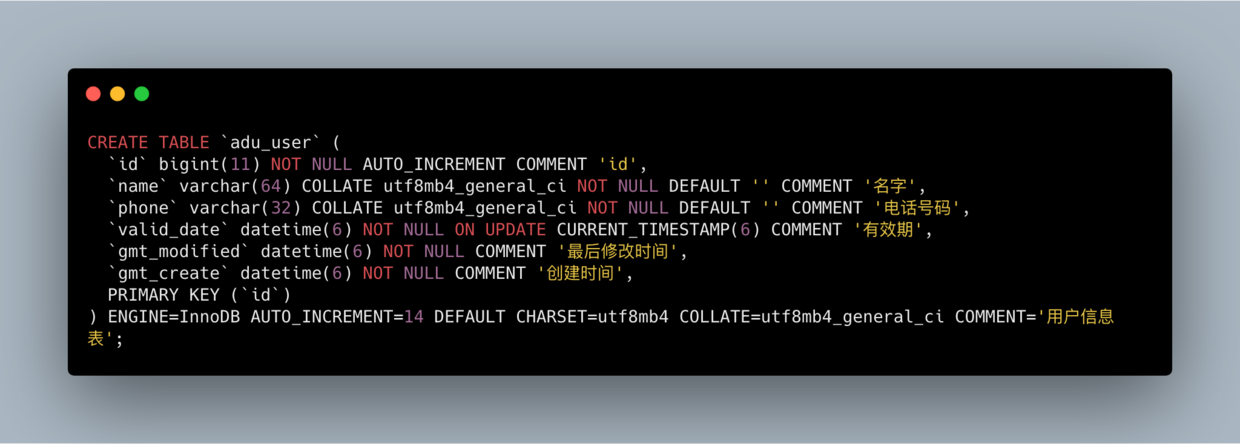 CREATE TABLE `adu_user` (
  `id` bigint(11) NOT NULL AUTO_INCREMENT COMMENT 'id',
  `name` varchar(64) COLLATE utf8mb4_general_ci NOT NULL DEFAULT '' COMMENT '名字',
  `phone` varchar(32) COLLATE utf8mb4_general_ci NOT NULL DEFAULT '' COMMENT '电话号码',
  `valid_date` datetime(6) NOT NULL ON UPDATE CURRENT_TIMESTAMP(6) COMMENT '有效期',
  `gmt_modified` datetime(6) NOT NULL COMMENT '最后修改时间',
  `gmt_create` datetime(6) NOT NULL COMMENT '创建时间',
  PRIMARY KEY (`id`)
) ENGINE=InnoDB AUTO_INCREMENT=14 DEFAULT CHARSET=utf8mb4 COLLATE=utf8mb4_general_ci COMMENT='用户信息
表';